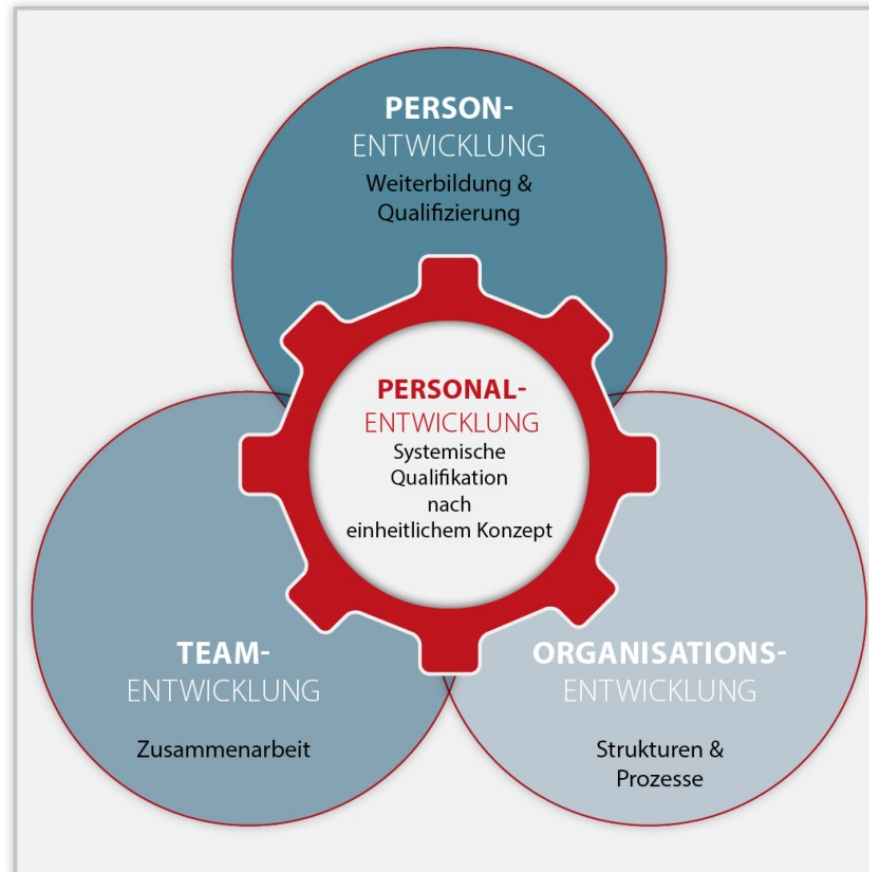 PERSON-
ENTWICKLUNG
Weiterbildung &
Qualifizierung
PERSONAL-
ENTWICKLUNG
Systemische
Qualifikation
nach
einheitlichem Konzept
TEAM-
ENTWICKLUNG
Zusammenarbeit
ORGANISATIONS-
ENTWICKLUNG
Strukturen &
Prozesse